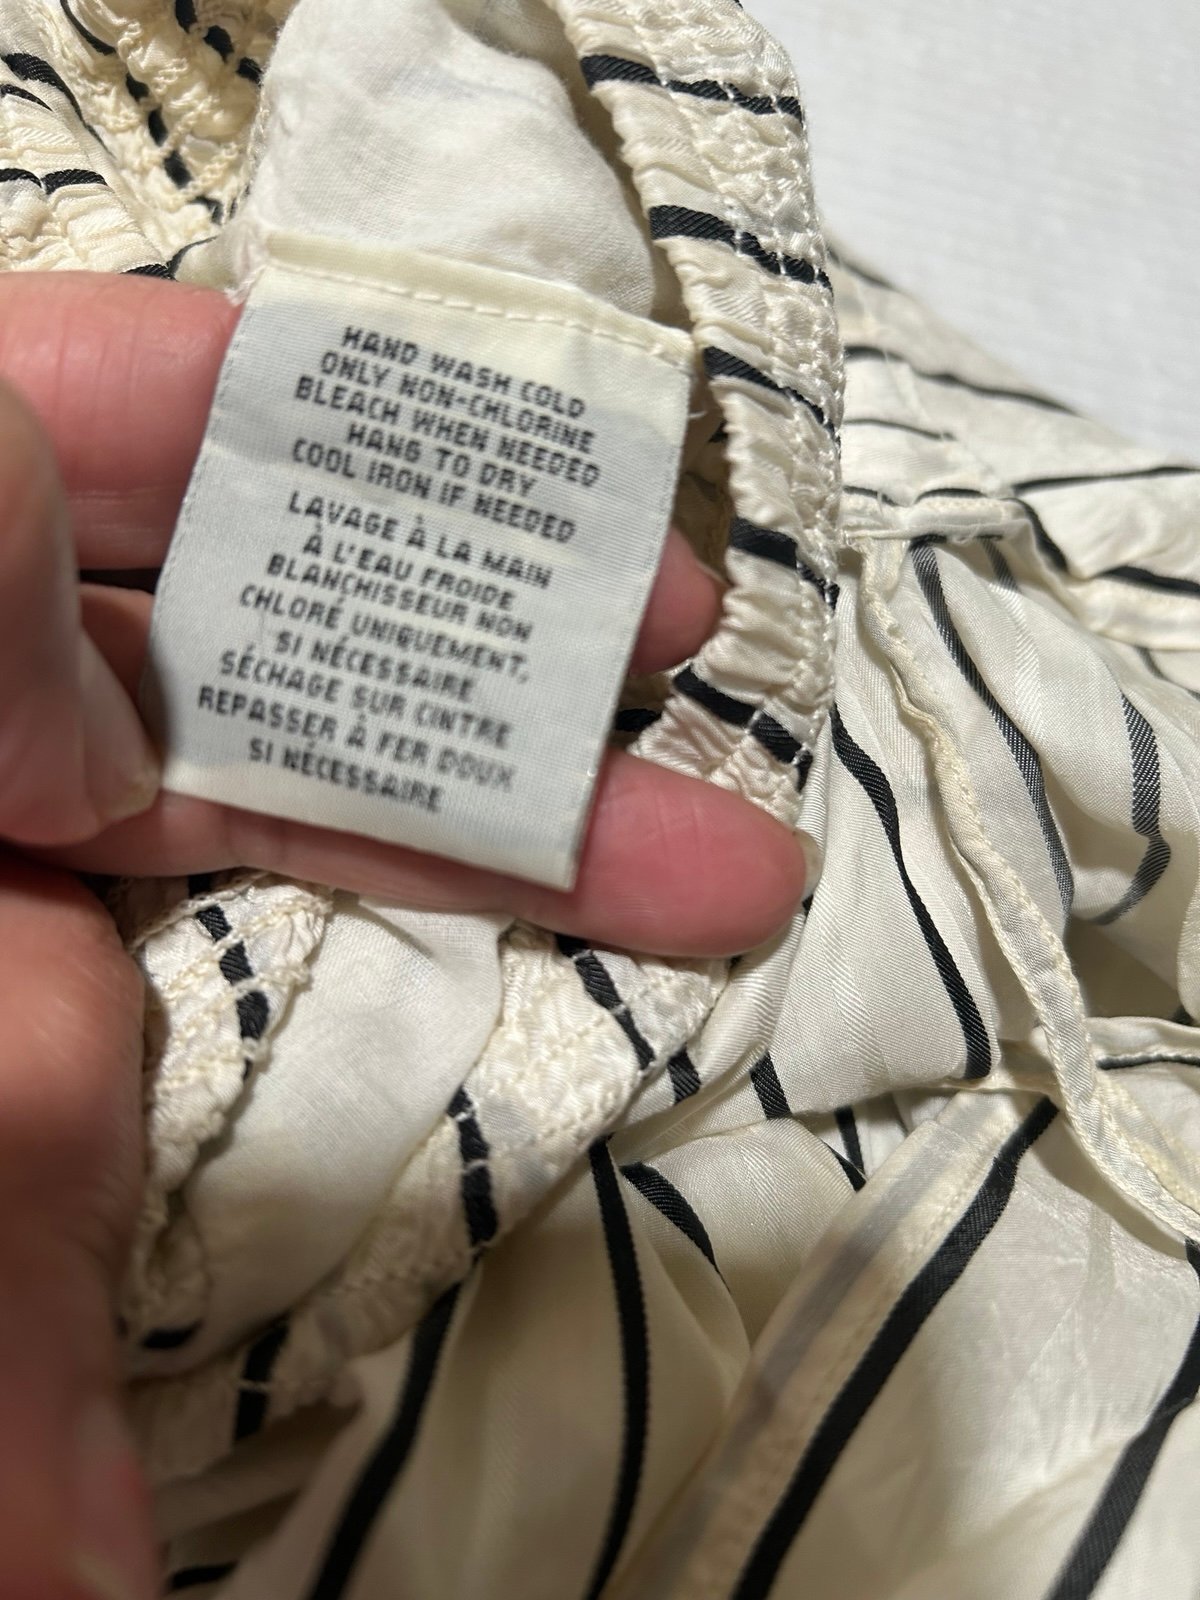 HAND WASH COLD
ONLY NON-CHLORINE
BLEACH WHEN NEEDED
HANG TO DRY
COOL IRON IF NEEDED
LAVAGE À LA MAIN
À L'EAU FROIDE
BLANCHISSEUR NON
CHLORÉ UNIQUEMENT,
SI NÉCESSAIRE
SÉCHAGE SUR CINTRE
REPASSER À FER DOUX
SI NÉCESSAIRE